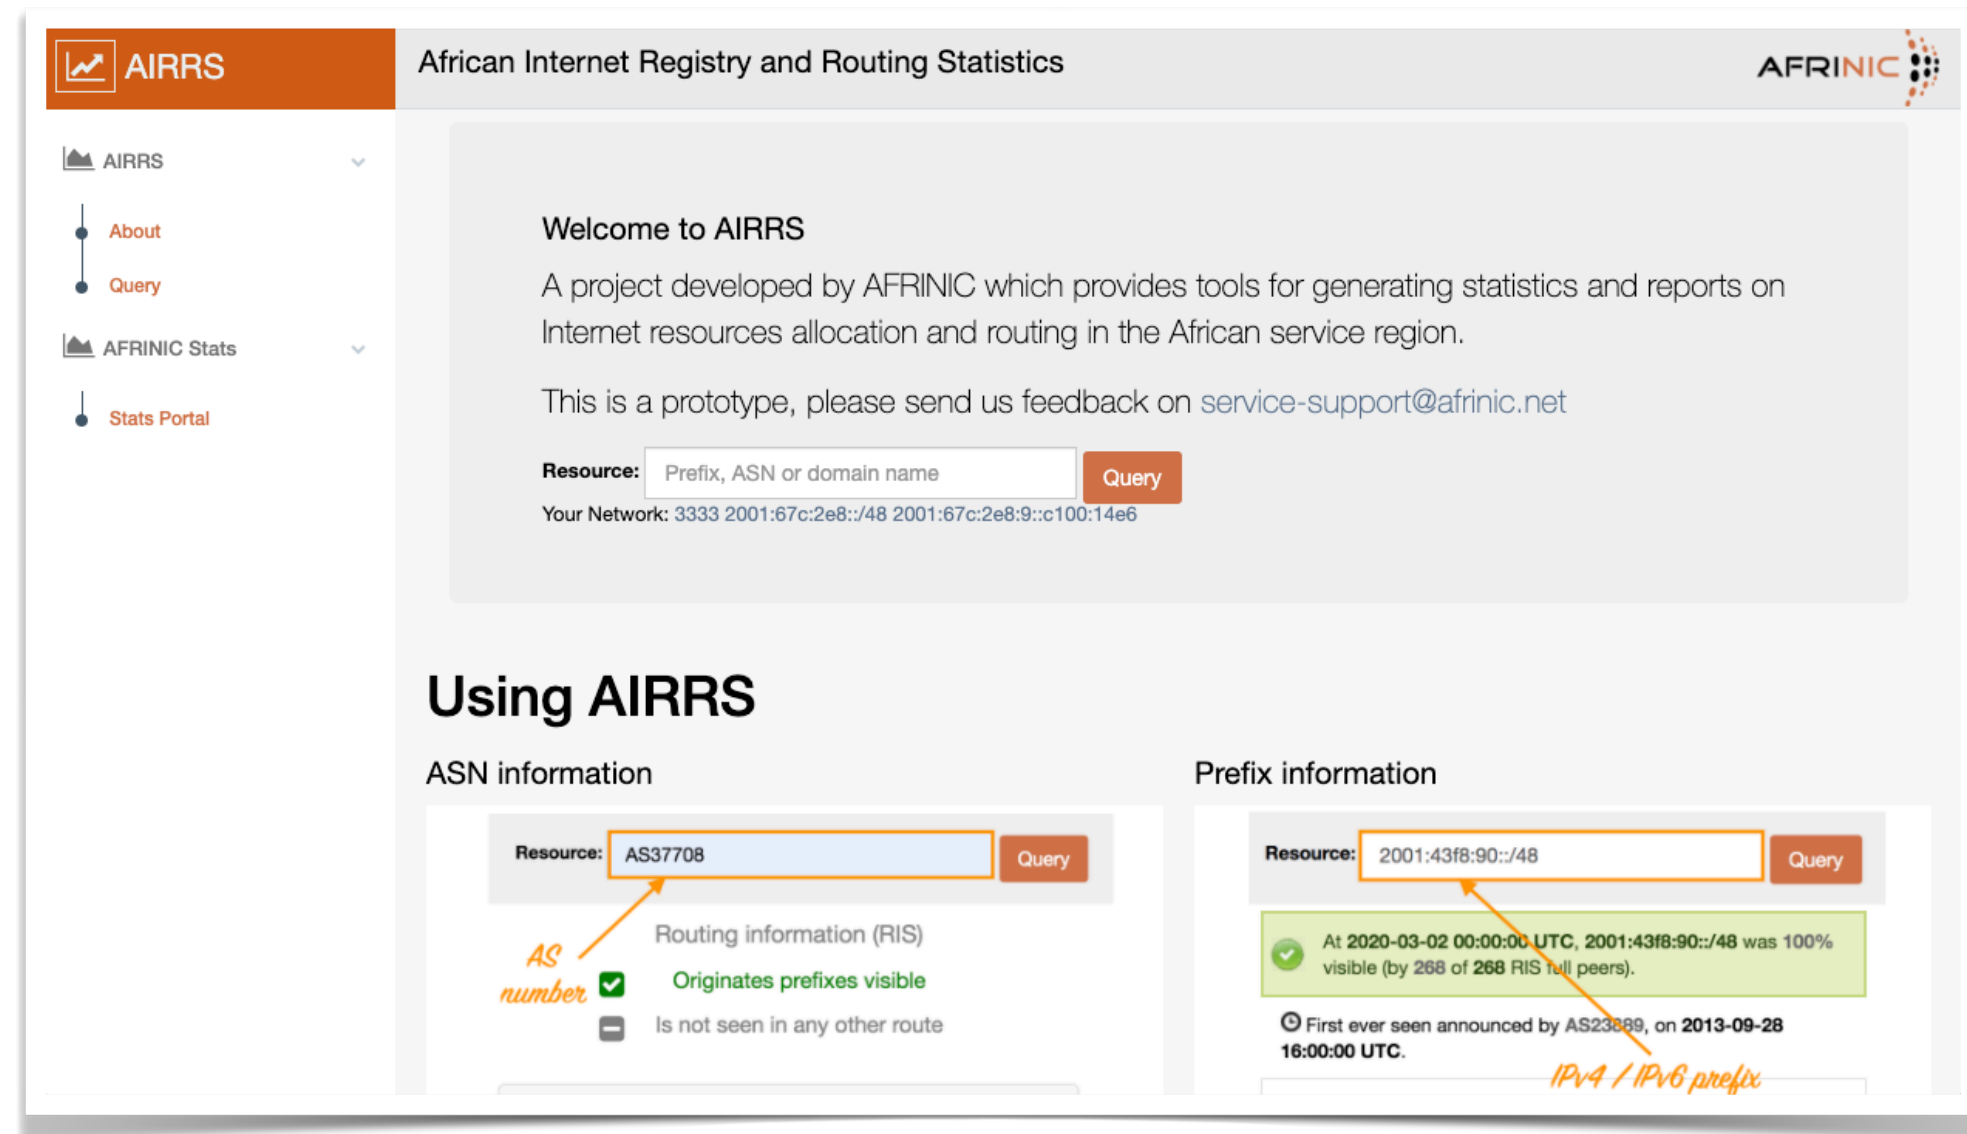 AIRRS
African Internet Registry and Routing Statistics
AFRINIC
AIRRS
About
Query
AFRINIC Stats
Stats Portal
Welcome to AIRRS
A project developed by AFRINIC which provides tools for generating statistics and reports on
Internet resources allocation and routing in the African service region.
This is a prototype, please send us feedback on service-support@afrinic.net
Resource: Prefix, ASN or domain name Query
Your Network: 3333 2001:67c:2e8::/48 2001:67c:2e8:9::c100:14e6
Using AIRRS
ASN information
Resource: AS37708 Query
Routing information (RIS)
AS
number
Originates prefixes visible
Is not seen in any other route
Prefix information
Resource: 2001:43f8:90::/48 Query
At 2020-03-02 00:00:00 UTC, 2001:43f8:90::/48 was 100%
visible (by 268 of 268 RIS full peers).
First ever seen announced by AS23889, on 2013-09-28
16:00:00 UTC.
IPv4 / IPv6 prefix